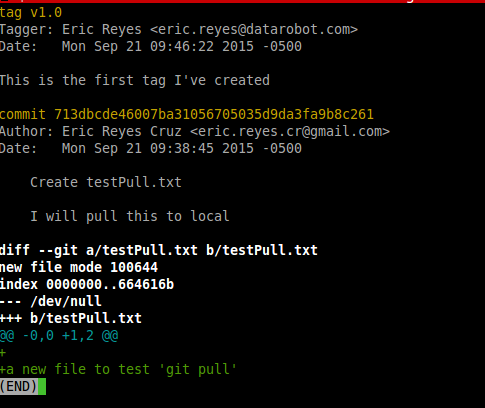 tag v1.0
Tagger: Eric Reyes <eric.reyes@datarobot.com>
Date:   Mon Sep 21 09:46:22 2015 -0500

This is the first tag I've created

commit 713dbcde46007ba31056705035d9da3fa9b8c261
Author: Eric Reyes Cruz <eric.reyes.cr@gmail.com>
Date:   Mon Sep 21 09:38:45 2015 -0500

    Create testPull.txt

    I will pull this to local

diff --git a/testPull.txt b/testPull.txt
new file mode 100644
index 0000000..664616b
--- /dev/null
+++ b/testPull.txt
@@ -0,0 +1,2 @@
+
+a new file to test 'git pull'
(END)